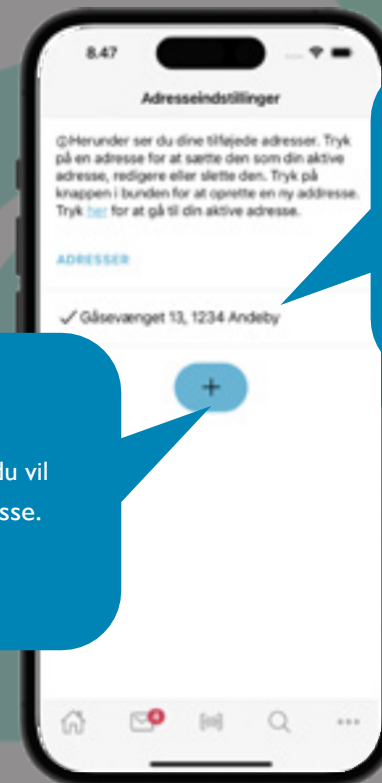 8.47
Adresseindstillinger
Herunder ser du dine tilføjede adresser. Tryk
på en adresse for at sætte den som din aktive
adresse, redigere eller slette den. Tryk på
knappen i bunden for at oprette en ny addresse.
Tryk her for at gå til din aktive adresse.
ADRESSER
✓ Gåsevænget 13, 1234 Andeby
+
du vil
sse.
4